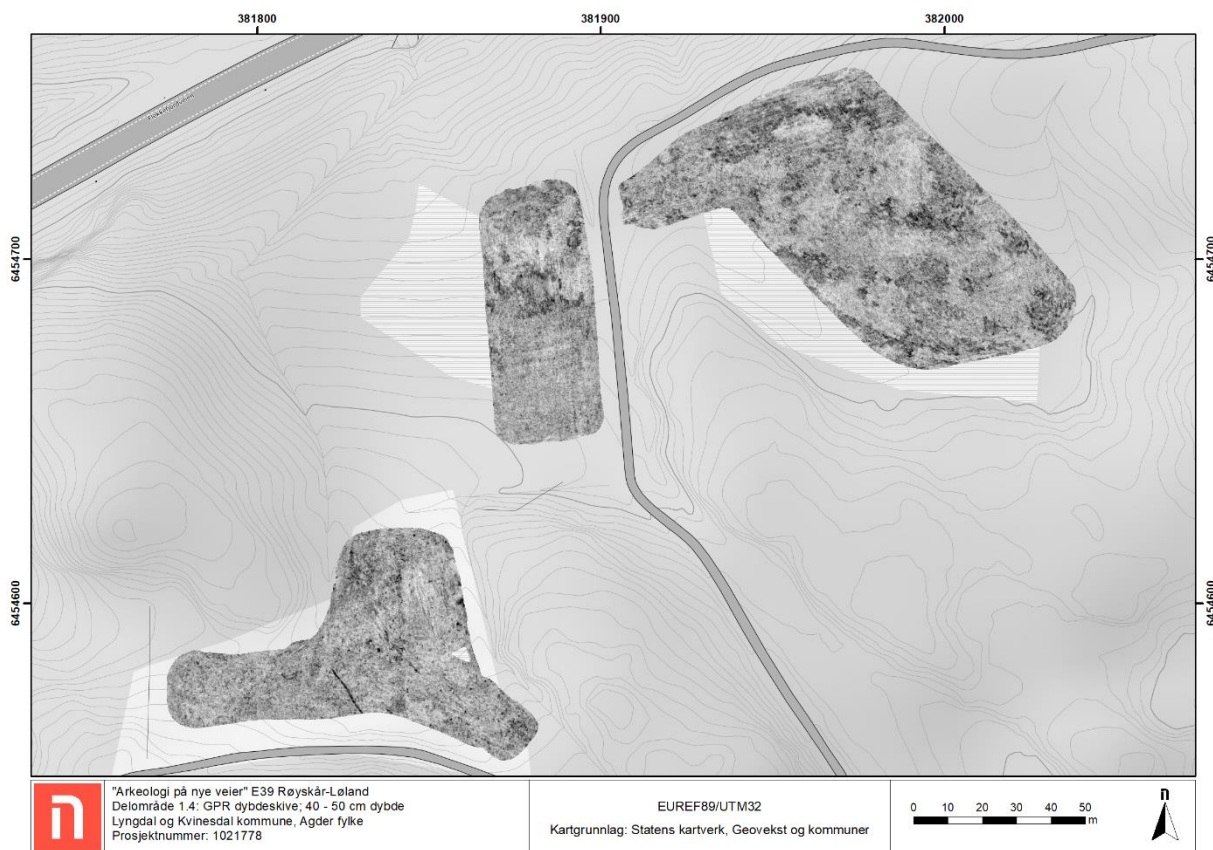 381800
381900
382000
6454700
6454700
6454600
6454600
"Arkeologi på nye veier" E39 Røyskår-Løland
Delområde 1.4: GPR dybdeskive; 40 - 50 cm dybde
Lyngdal og Kvinesdal kommune, Agder fylke
Prosjektnummer: 1021778
EUREF89/UTM32
Kartgrunnlag: Statens kartverk, Geovekst og kommuner
0 10 20 30 40 50
m
n
n